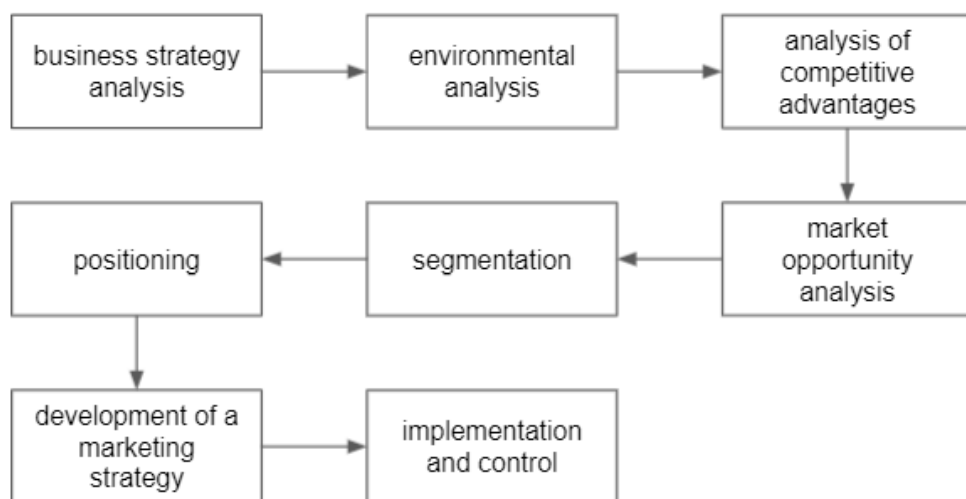 business strategy
analysis
environmental
analysis
analysis of
competitive
advantages
market
opportunity
analysis
segmentation
positioning
development of a
marketing
strategy
implementation
and control